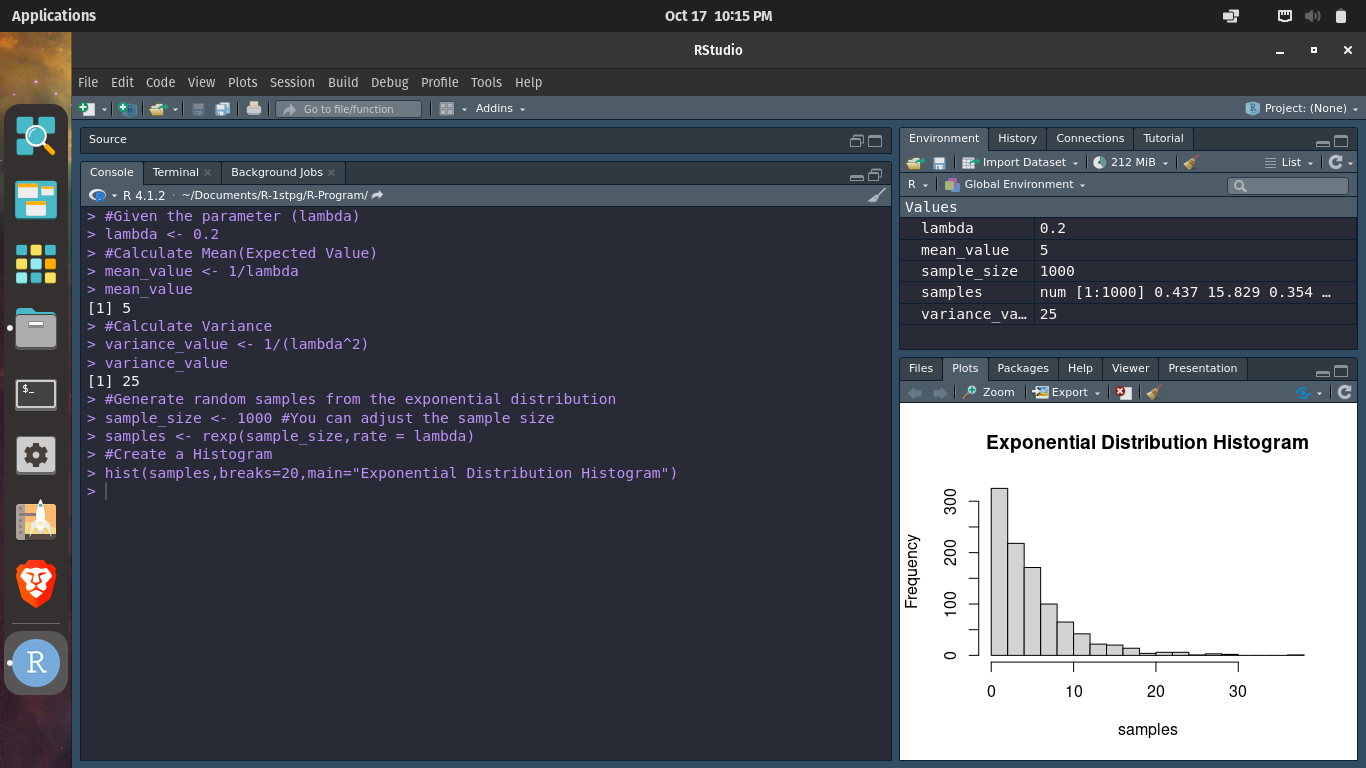 Applications
Oct 17 10:15 PM
RStudio
File Edit Code View Plots Session Build Debug Profile Tools Help
Go to file/function
Addins
Project: (None)
Source
Console Terminal Background Jobs
R 4.1.2 · ~/Documents/R-1stpg/R-Program/
> #Given the parameter (lambda)
> lambda <- 0.2
> #Calculate Mean(Expected Value)
> mean_value <- 1/lambda
> mean_value
[1] 5
> #Calculate Variance
> variance_value <- 1/(lambda^2)
> variance_value
[1] 25
> #Generate random samples from the exponential distribution
> sample_size <- 1000 #You can adjust the sample size
> samples <- rexp(sample_size,rate = lambda)
> #Create a Histogram
> hist(samples,breaks=20,main="Exponential Distribution Histogram")
>
Environment History Connections Tutorial
Import Dataset 212 MiB List
R Global Environment
Values
lambda 0.2
mean_value 5
sample_size 1000
samples num [1:1000] 0.437 15.829 0.354 …
variance_va… 25
Files Plots Packages Help Viewer Presentation
Zoom Export
Exponential Distribution Histogram
Frequency
300
200
100
0
0 10 20 30
samples
$_
R